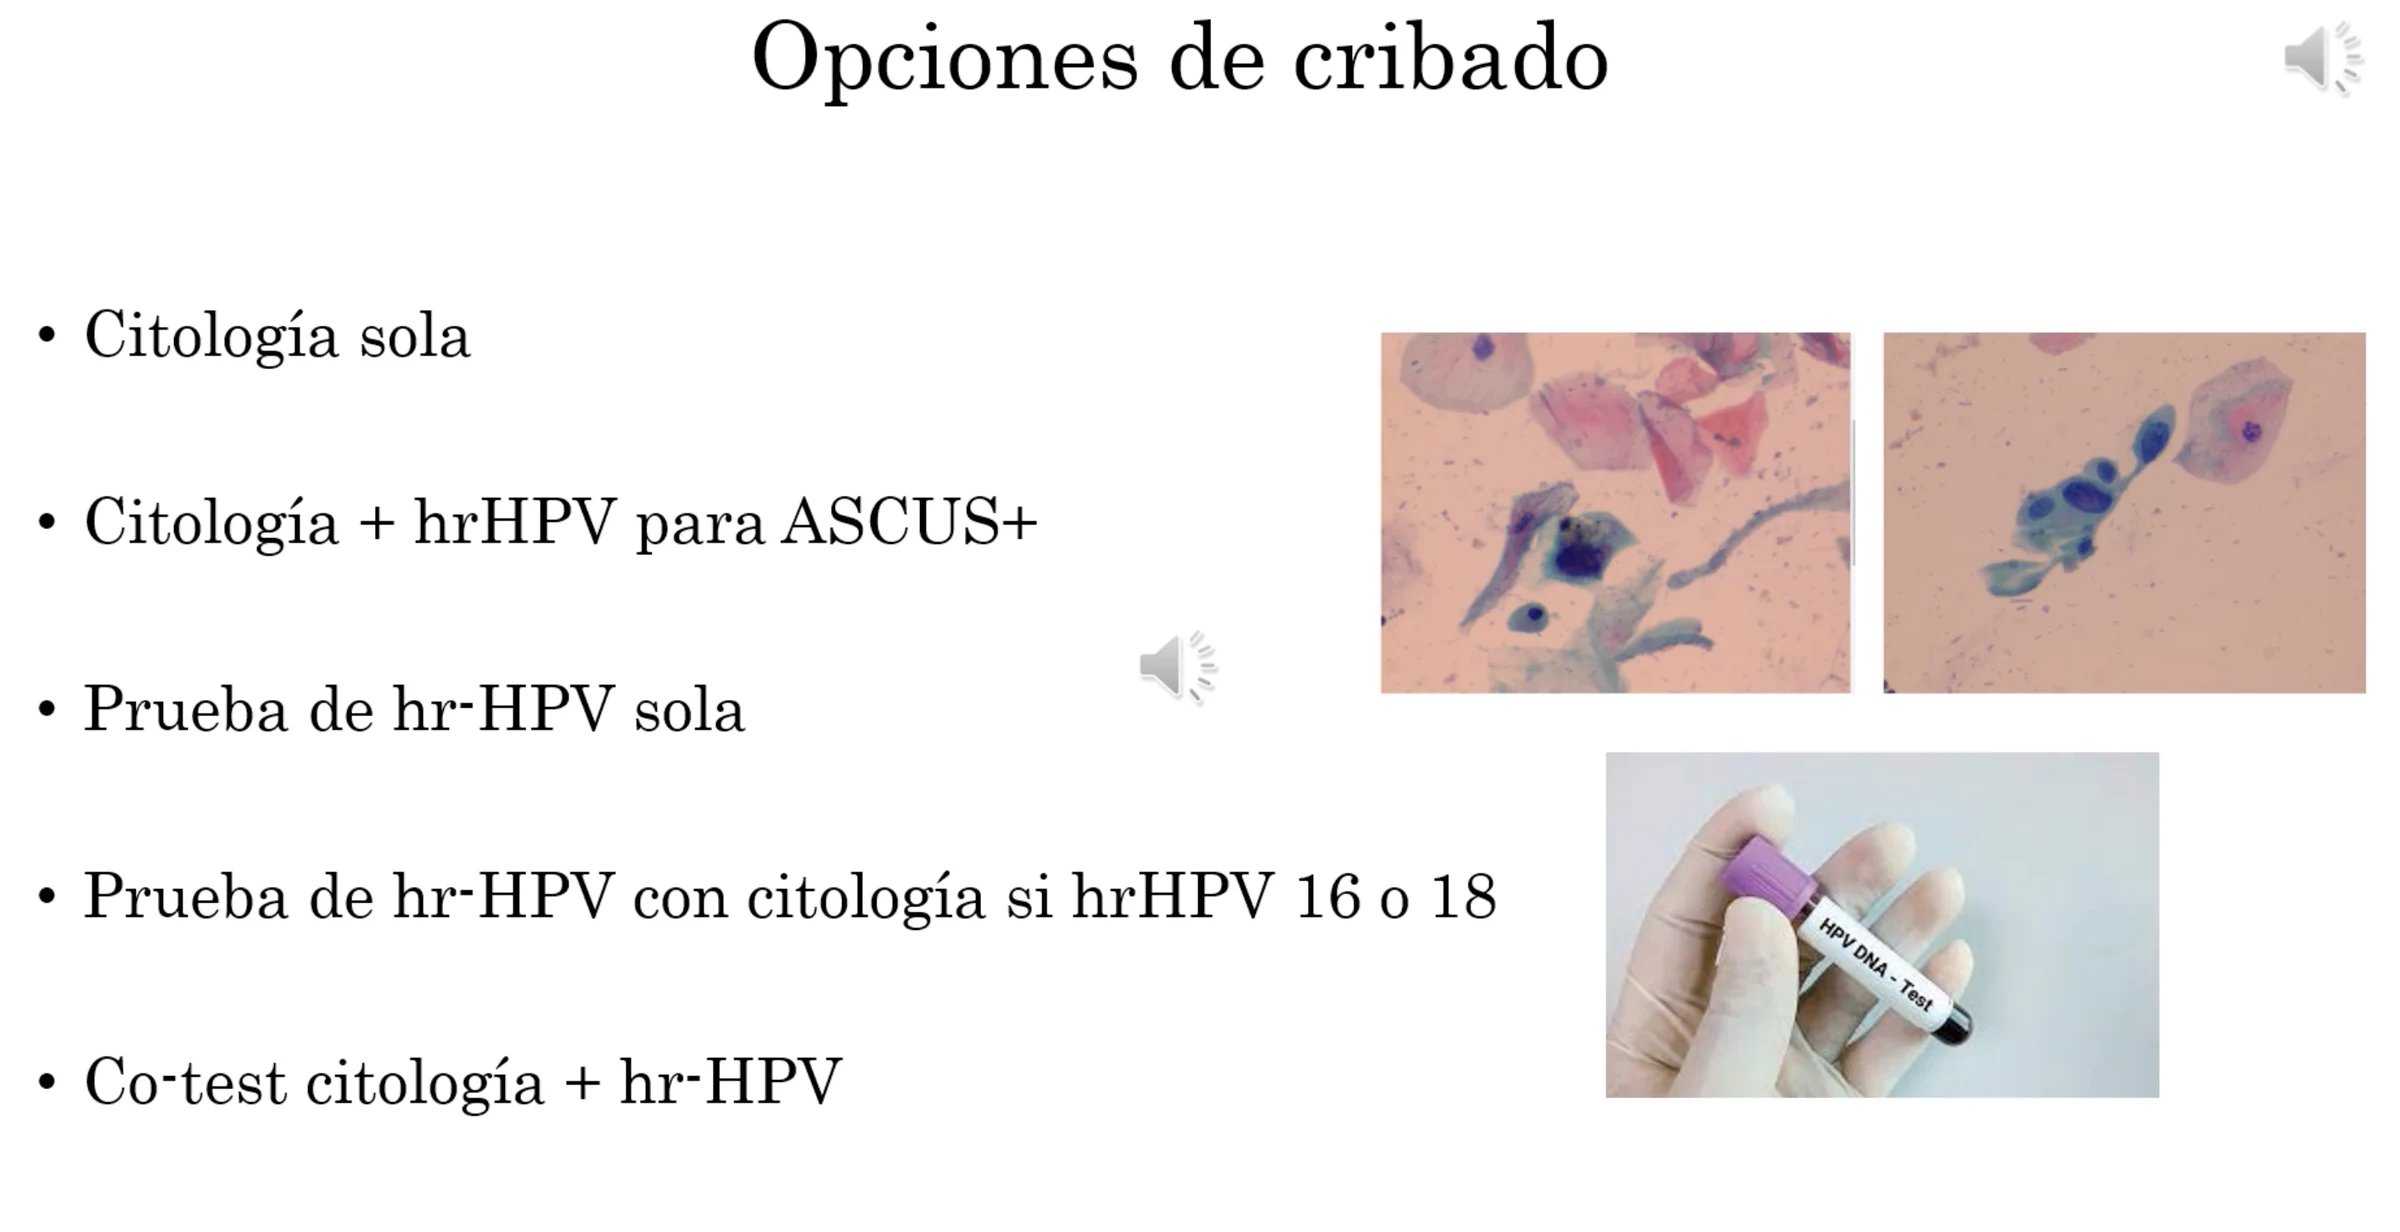 Opciones de cribado
• Citología sola
• Citología + hrHPV para ASCUS+
• Prueba de hr-HPV sola
• Prueba de hr-HPV con citología si hrHPV 16 o 18
• Co-test citología + hr-HPV
HPV DNA - Test